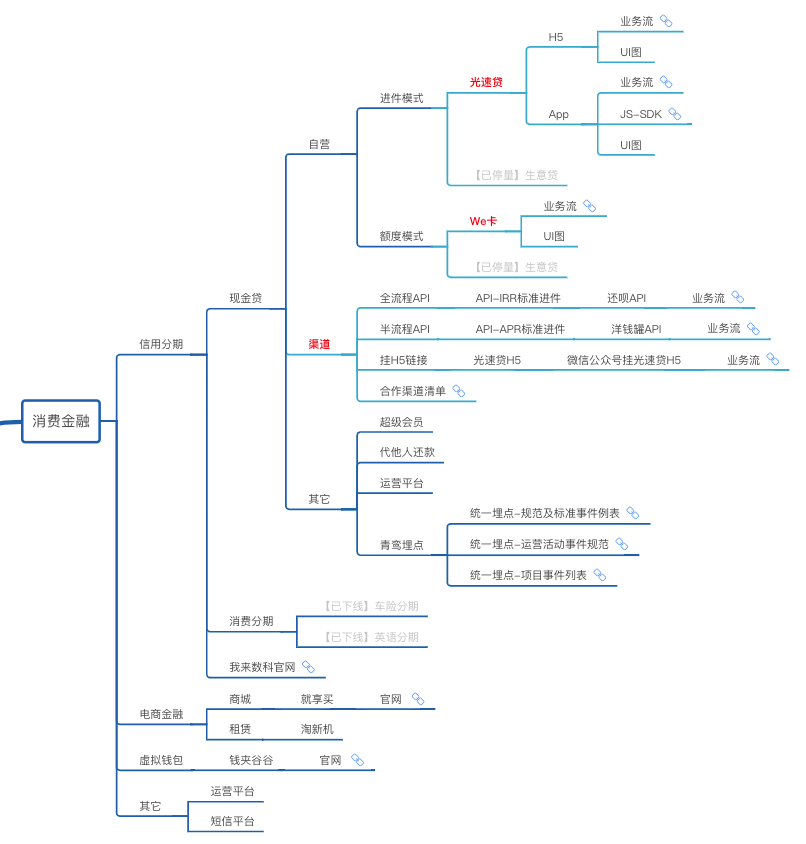 消费金融
信用分期
现金贷
自营
进件模式
光速贷
H5
业务流
UI图
App
业务流
JS-SDK
UI图
【已停量】生意贷
额度模式
We卡
业务流
UI图
【已停量】生意贷
渠道
全流程API
API-IRR标准进件
还呗API
业务流
半流程API
API-APR标准进件
洋钱罐API
业务流
挂H5链接
光速贷H5
微信公众号挂光速贷H5
业务流
合作渠道清单
其它
超级会员
代他人还款
运营平台
青鸾埋点
统一埋点-规范及标准事件例表
统一埋点-运营活动事件规范
统一埋点-项目事件列表
消费分期
【已下线】车险分期
【已下线】英语分期
我来数科官网
电商金融
商城
就享买
官网
租赁
淘新机
虚拟钱包
钱夹谷谷
官网
其它
运营平台
短信平台